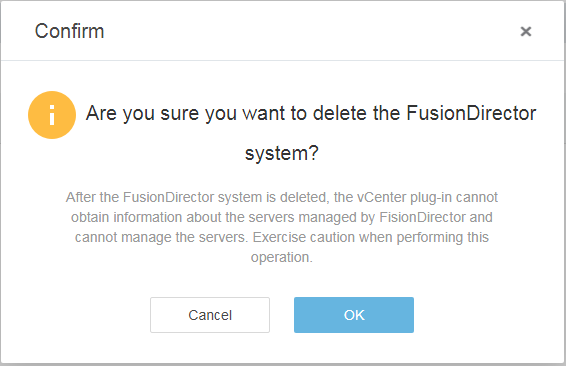 Confirm
Are you sure you want to delete the FusionDirector
system?
After the FusionDirector system is deleted, the vCenter plug-in cannot
obtain information about the servers managed by FisionDirector and
cannot manage the servers. Exercise caution when performing this
operation.
Cancel
OK